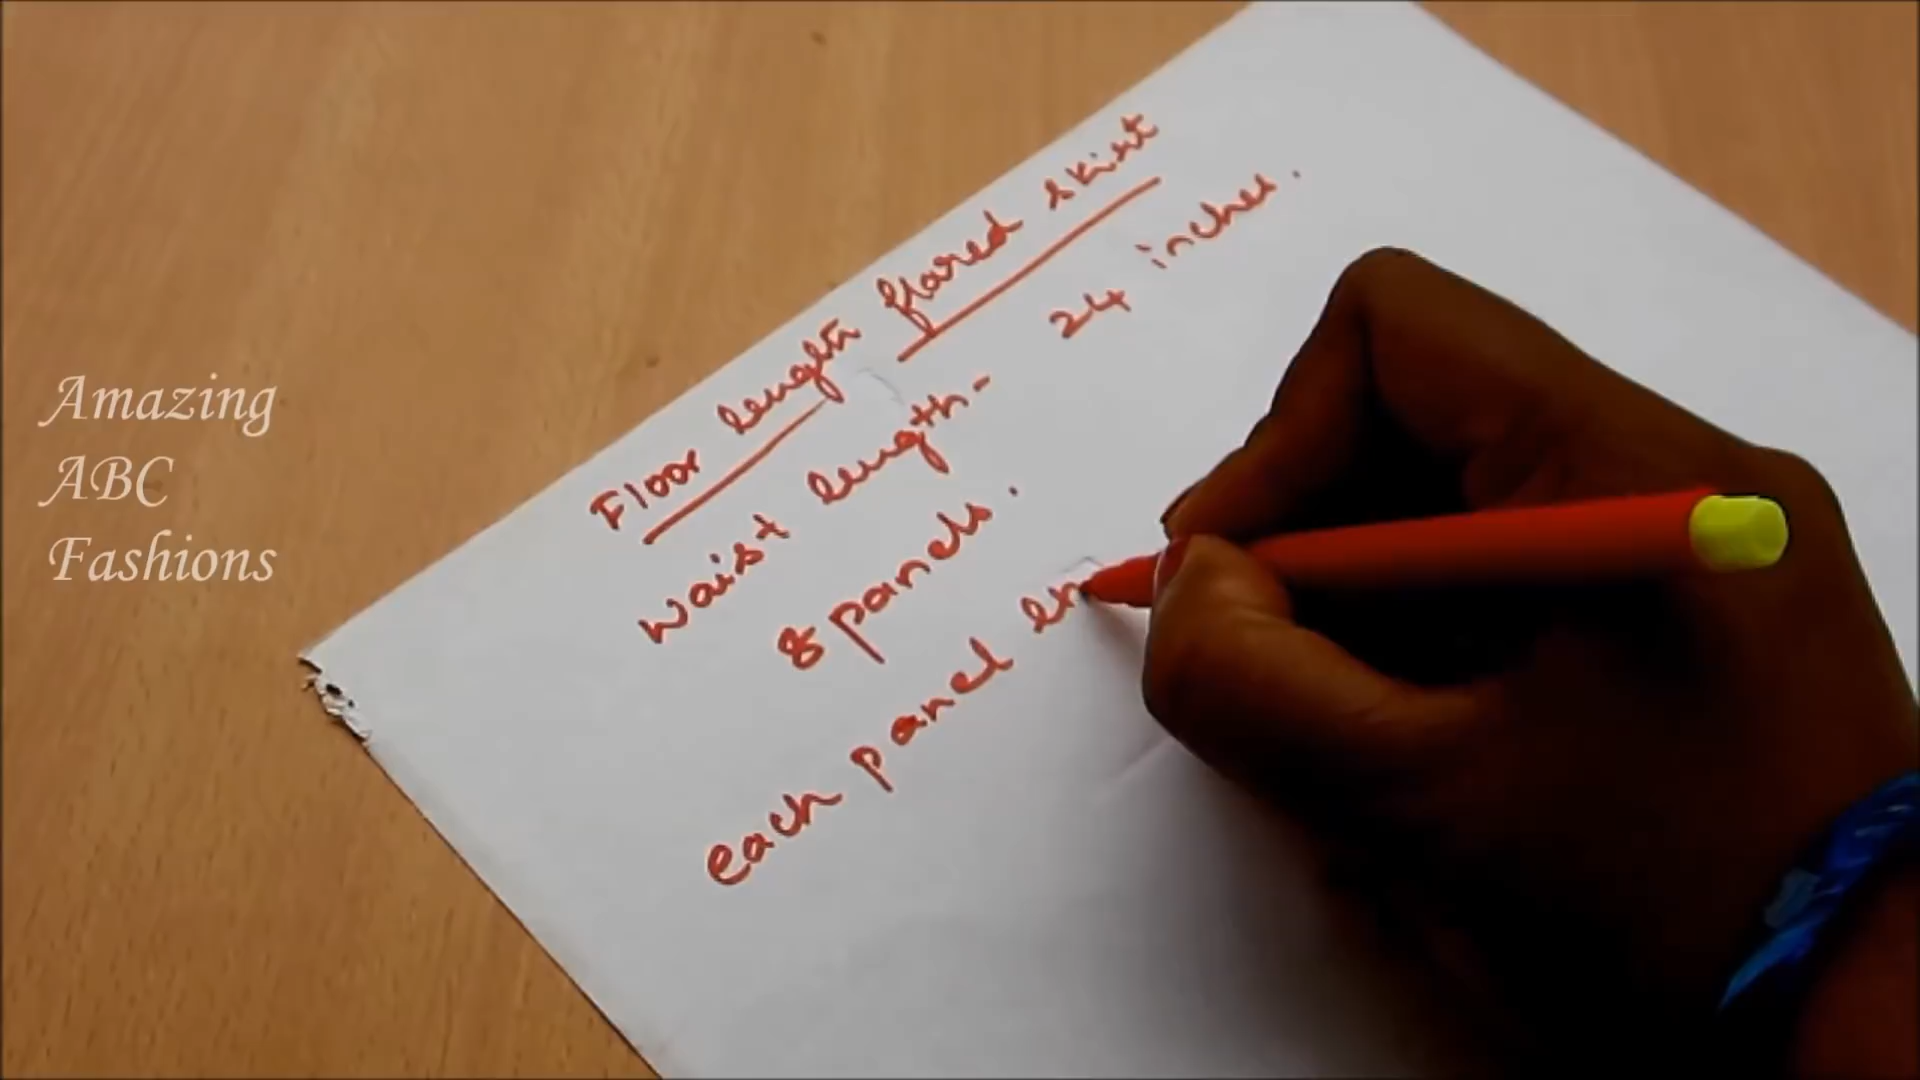 Amazing
ABC
Fashions
Floor length flared skirt
Waist length- 24 inches.
8 panels.
each panel